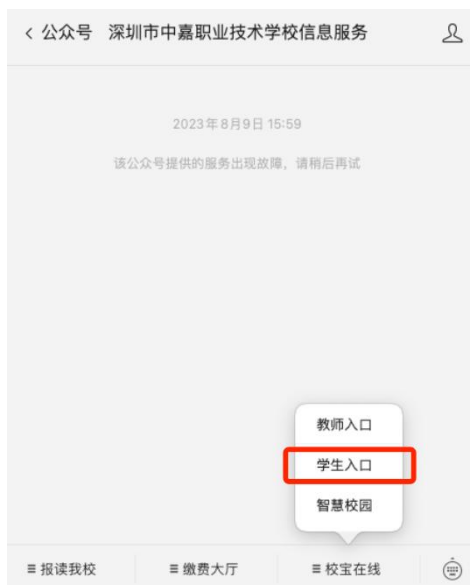 公众号 深圳市中嘉职业技术学校信息服务
2023年8月9日 15:59
该公众号提供的服务出现故障，请稍后再试
教师入口
学生入口
智慧校园
报读我校 缴费大厅 校宝在线